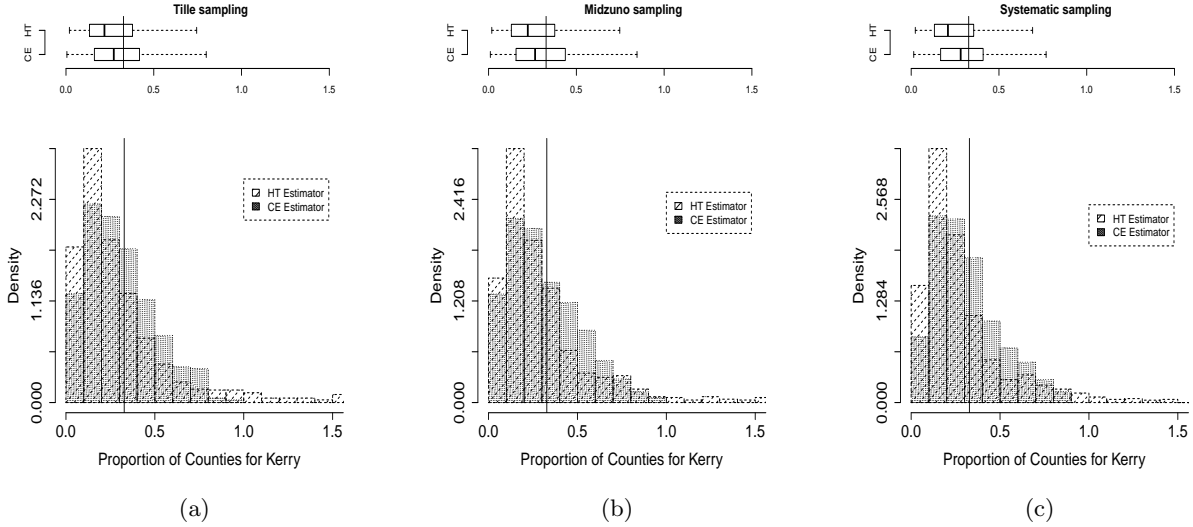 Tille sampling
HT
CE
0.0 0.5 1.0 1.5
2.272
1.136
0.000
Density
HT Estimator
CE Estimator
0.0 0.5 1.0 1.5
Proportion of Counties for Kerry
(a)
Midzuno sampling
HT
CE
0.0 0.5 1.0 1.5
2.416
1.208
0.000
Density
HT Estimator
CE Estimator
0.0 0.5 1.0 1.5
Proportion of Counties for Kerry
(b)
Systematic sampling
HT
CE
0.0 0.5 1.0 1.5
2.568
1.284
0.000
Density
HT Estimator
CE Estimator
0.0 0.5 1.0 1.5
Proportion of Counties for Kerry
(c)